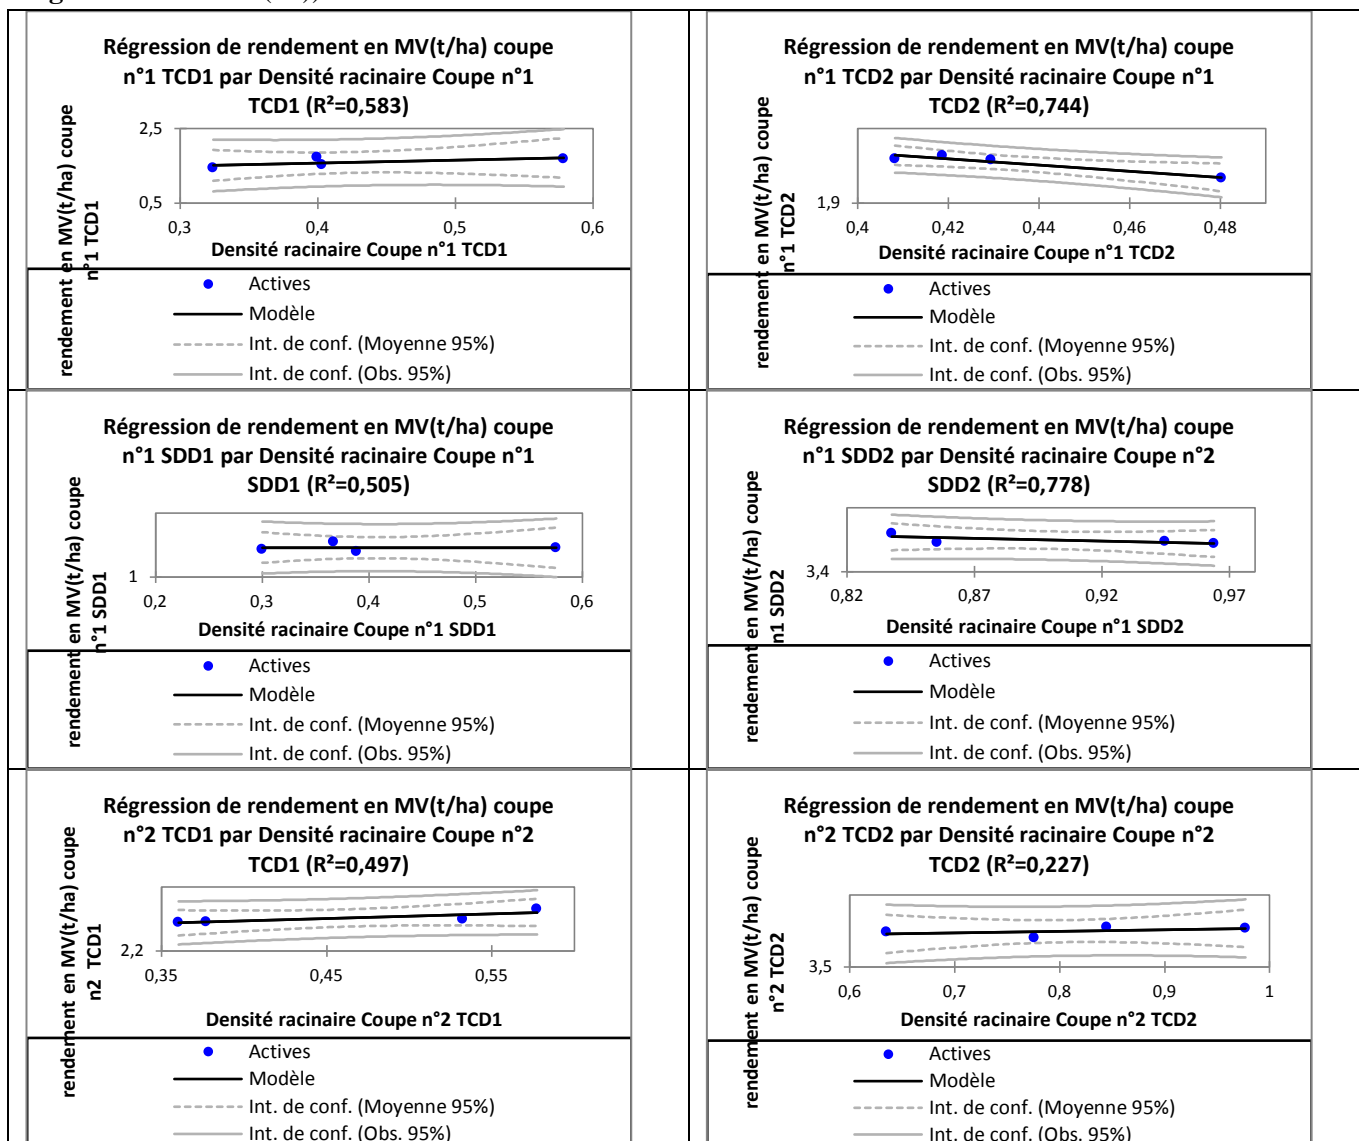 Régression de rendement en MV(t/ha) coupe
n°1 TCD1 par Densité racinaire Coupe n°1
TCD1 (R²=0,583)
rendement en MV(t/ha) coupe
n°1 TCD1
2,5
0,5
0,3
0,4
0,5
0,6
Densité racinaire Coupe n°1 TCD1
Actives
Modèle
Int. de conf. (Moyenne 95%)
Int. de conf. (Obs. 95%)
Régression de rendement en MV(t/ha) coupe
n°1 TCD2 par Densité racinaire Coupe n°1
TCD2 (R²=0,744)
rendement en MV(t/ha) coupe
n°1 TCD2
1,9
0,4
0,42
0,44
0,46
0,48
Densité racinaire Coupe n°1 TCD2
Actives
Modèle
Int. de conf. (Moyenne 95%)
Int. de conf. (Obs. 95%)
Régression de rendement en MV(t/ha) coupe
n°1 SDD1 par Densité racinaire Coupe n°1
SDD1 (R²=0,505)
rendement en MV(t/ha) coupe
n°1 SDD1
1
0,2
0,3
0,4
0,5
0,6
Densité racinaire Coupe n°1 SDD1
Actives
Modèle
Int. de conf. (Moyenne 95%)
Int. de conf. (Obs. 95%)
Régression de rendement en MV(t/ha) coupe
n°1 SDD2 par Densité racinaire Coupe n°2
SDD2 (R²=0,778)
rendement en MV(t/ha) coupe
n1 SDD2
3,4
0,82
0,87
0,92
0,97
Densité racinaire Coupe n°1 SDD2
Actives
Modèle
Int. de conf. (Moyenne 95%)
Int. de conf. (Obs. 95%)
Régression de rendement en MV(t/ha) coupe
n°2 TCD1 par Densité racinaire Coupe n°2
TCD1 (R²=0,497)
rendement en MV(t/ha) coupe
n2 TCD1
2,2
0,35
0,45
0,55
Densité racinaire Coupe n°2 TCD1
Actives
Modèle
Int. de conf. (Moyenne 95%)
Int. de conf. (Obs. 95%)
Régression de rendement en MV(t/ha) coupe
n°2 TCD2 par Densité racinaire Coupe n°2
TCD2 (R²=0,227)
rendement en MV(t/ha) coupe
n°2 TCD2
3,5
0,6
0,7
0,8
0,9
1
Densité racinaire Coupe n°2 TCD2
Actives
Modèle
Int. de conf. (Moyenne 95%)
Int. de conf. (Obs. 95%)